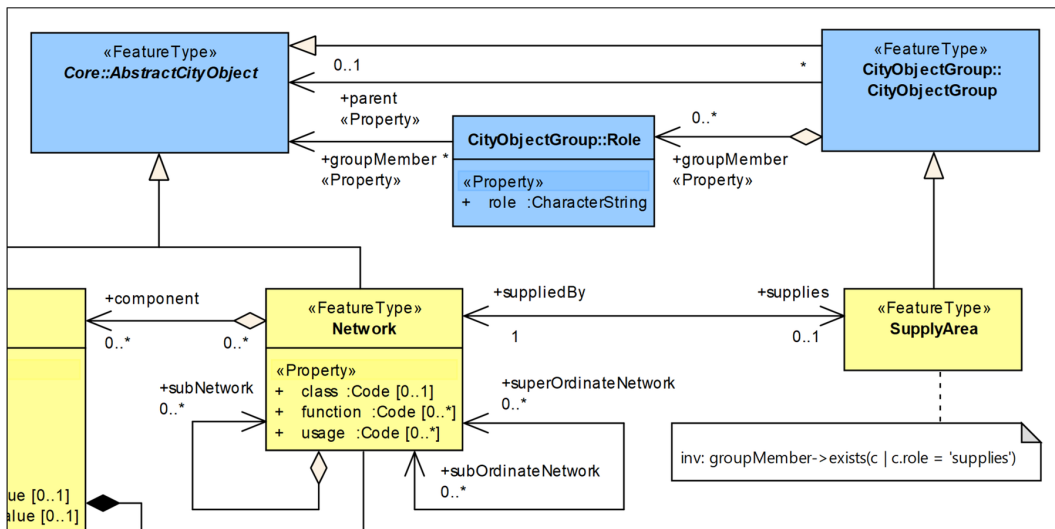 «FeatureType»
Core::AbstractCityObject
«FeatureType»
CityObjectGroup::
CityObjectGroup
0..1
*
+parent
«Property»
0..*
+groupMember *
«Property»
CityObjectGroup::Role
«Property»
+ role :CharacterString
+groupMember
«Property»
+component
0..*
0..*
«FeatureType»
Network
«Property»
+ class :Code [0..1]
+ function :Code [0..*]
+ usage :Code [0..*]
+suppliedBy
1
+supplies
0..1
«FeatureType»
SupplyArea
+subNetwork
0..*
+superOrdinateNetwork
0..*
+subOrdinateNetwork
0..*
inv: groupMember->exists(c | c.role = 'supplies')
ue [0..1]
alue [0..1]